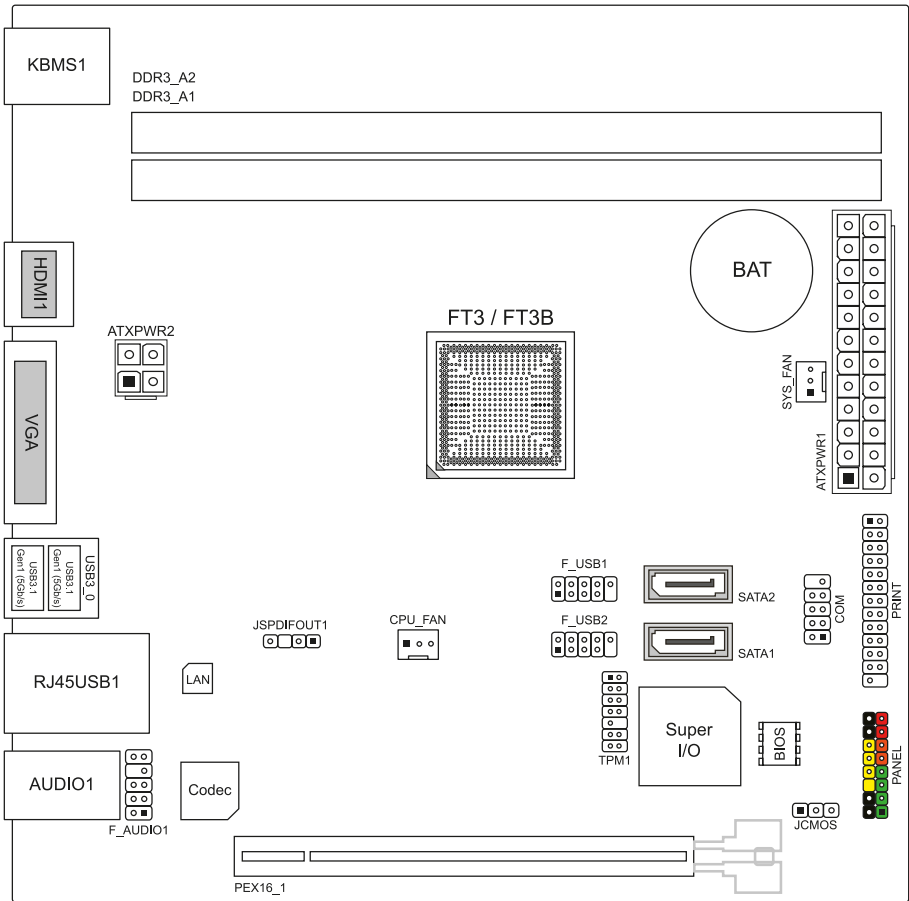 KBMS1
DDR3_A2
DDR3_A1
BAT
HDMI1
FT3 / FT3B
ATXPWR2
SYS_FAN
VGA
ATXPWR1
USB3_0
USB3.1
Gen1 (5Gb/s)
USB3.1
Gen1 (5Gb/s)
F_USB1
SATA2
COM
PRINT
JSPDIFOUT1
CPU_FAN
F_USB2
SATA1
RJ45USB1
LAN
Super
I/O
BIOS
TPM1
PANEL
AUDIO1
Codec
F_AUDIO1
JCMOS
PEX16_1